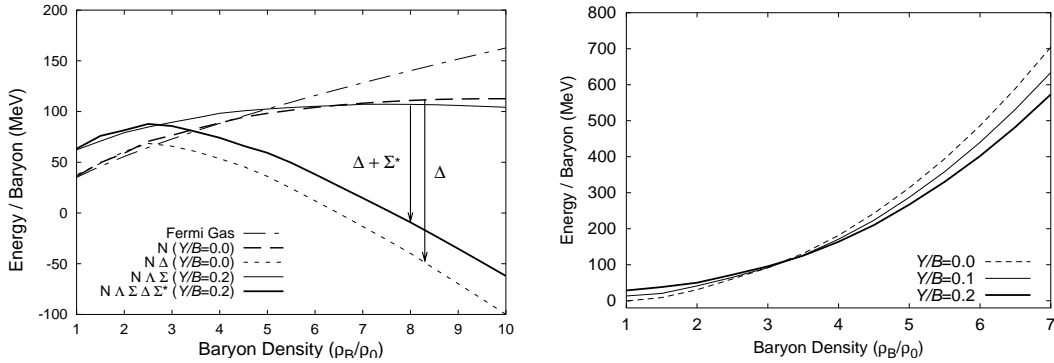 200
150
100
50
0
-50
-100
Energy / Baryon (MeV)
Δ + Σ*
Δ
Fermi Gas
N (Y/B=0.0)
N Δ (Y/B=0.0)
N Λ Σ (Y/B=0.2)
N Λ Σ Δ Σ* (Y/B=0.2)
1 2 3 4 5 6 7 8 9 10
Baryon Density (ρB/ρ0)
800
700
600
500
400
300
200
100
0
Energy / Baryon (MeV)
Y/B=0.0
Y/B=0.1
Y/B=0.2
1 2 3 4 5 6 7
Baryon Density (ρB/ρ0)